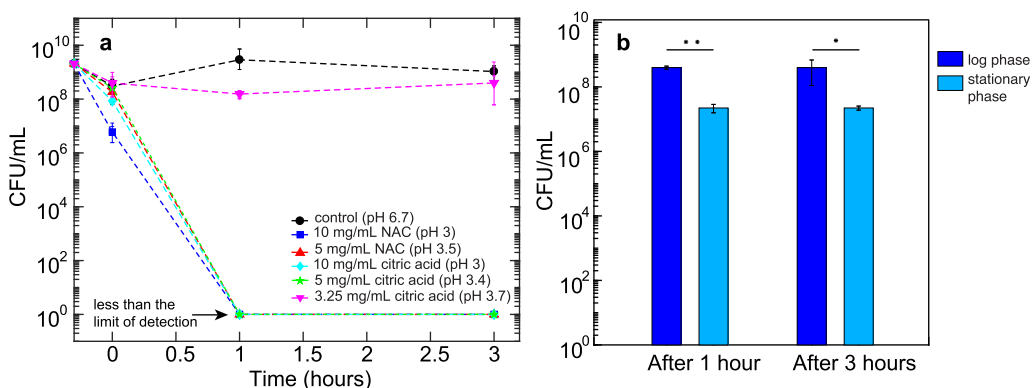 a
CFU/mL
10^10
10^8
10^6
10^4
10^2
10^0
control (pH 6.7)
10 mg/mL NAC (pH 3)
5 mg/mL NAC (pH 3.5)
10 mg/mL citric acid (pH 3)
5 mg/mL citric acid (pH 3.4)
3.25 mg/mL citric acid (pH 3.7)
less than the
limit of detection
0 0.5 1 1.5 2 2.5 3
Time (hours)
b
CFU/mL
10^10
10^8
10^6
10^4
10^2
10^0
* *
*
After 1 hour After 3 hours
log phase
stationary
phase